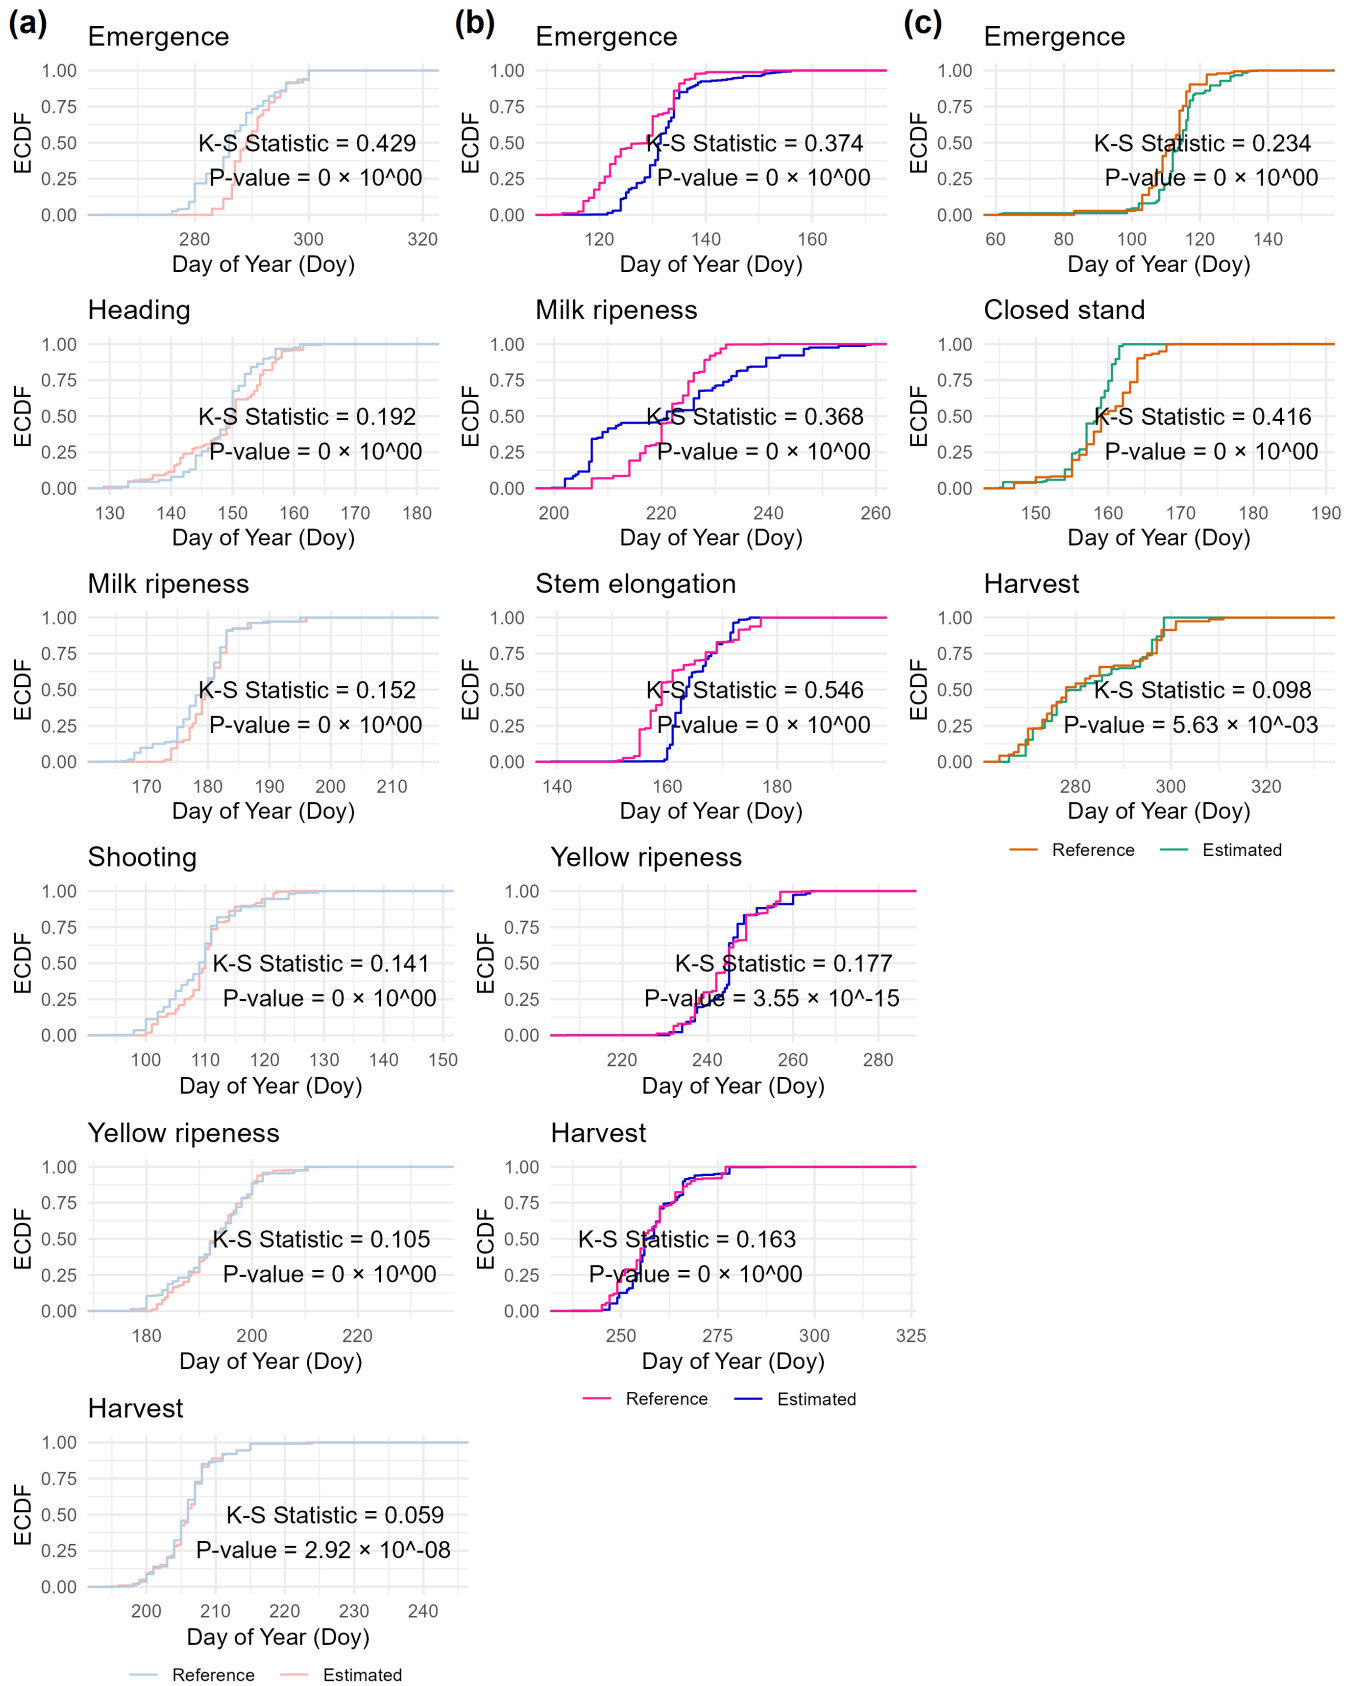 (a)
Emergence
1.00
0.75
0.50
0.25
0.00
ECDF
K-S Statistic = 0.429
P-value = 0 × 10^00
280 300 320
Day of Year (Doy)
Heading
1.00
0.75
0.50
0.25
0.00
ECDF
K-S Statistic = 0.192
P-value = 0 × 10^00
130 140 150 160 170 180
Day of Year (Doy)
Milk ripeness
1.00
0.75
0.50
0.25
0.00
ECDF
K-S Statistic = 0.152
P-value = 0 × 10^00
170 180 190 200 210
Day of Year (Doy)
Shooting
1.00
0.75
0.50
0.25
0.00
ECDF
K-S Statistic = 0.141
P-value = 0 × 10^00
100 110 120 130 140 150
Day of Year (Doy)
Yellow ripeness
1.00
0.75
0.50
0.25
0.00
ECDF
K-S Statistic = 0.105
P-value = 0 × 10^00
180 200 220
Day of Year (Doy)
Harvest
1.00
0.75
0.50
0.25
0.00
ECDF
K-S Statistic = 0.059
P-value = 2.92 × 10^-08
200 210 220 230 240
Day of Year (Doy)
Reference Estimated
(b)
Emergence
1.00
0.75
0.50
0.25
0.00
ECDF
K-S Statistic = 0.374
P-value = 0 × 10^00
120 140 160
Day of Year (Doy)
Milk ripeness
1.00
0.75
0.50
0.25
0.00
ECDF
K-S Statistic = 0.368
P-value = 0 × 10^00
200 220 240 260
Day of Year (Doy)
Stem elongation
1.00
0.75
0.50
0.25
0.00
ECDF
K-S Statistic = 0.546
P-value = 0 × 10^00
140 160 180
Day of Year (Doy)
Yellow ripeness
1.00
0.75
0.50
0.25
0.00
ECDF
K-S Statistic = 0.177
P-value = 3.55 × 10^-15
220 240 260 280
Day of Year (Doy)
Harvest
1.00
0.75
0.50
0.25
0.00
ECDF
K-S Statistic = 0.163
P-value = 0 × 10^00
250 275 300 325
Day of Year (Doy)
Reference Estimated
(c)
Emergence
1.00
0.75
0.50
0.25
0.00
ECDF
K-S Statistic = 0.234
P-value = 0 × 10^00
60 80 100 120 140
Day of Year (Doy)
Closed stand
1.00
0.75
0.50
0.25
0.00
ECDF
K-S Statistic = 0.416
P-value = 0 × 10^00
150 160 170 180 190
Day of Year (Doy)
Harvest
1.00
0.75
0.50
0.25
0.00
ECDF
K-S Statistic = 0.098
P-value = 5.63 × 10^-03
280 300 320
Day of Year (Doy)
Reference Estimated